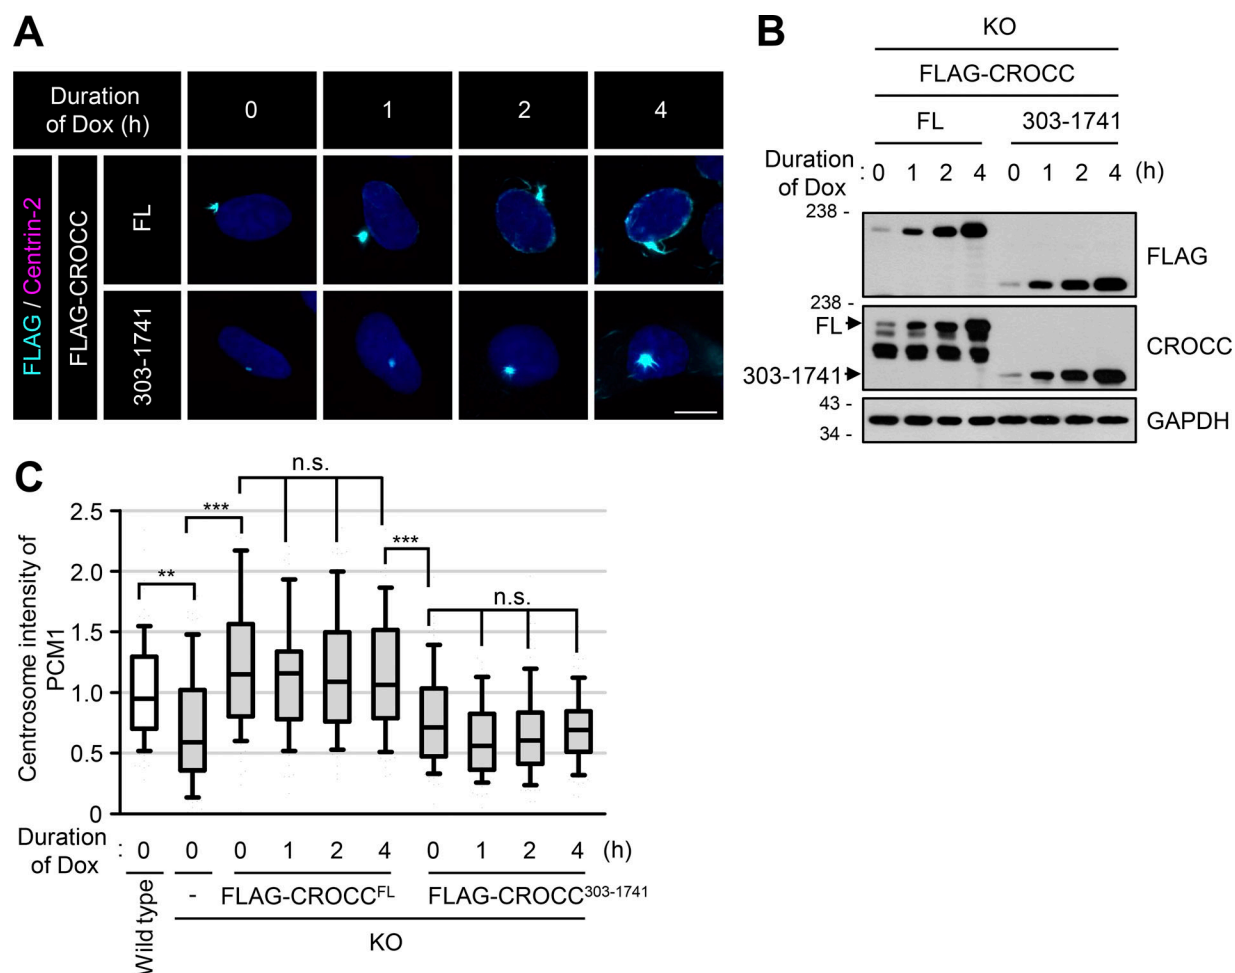 A
Duration
of Dox (h)
0
1
2
4
FLAG / Centrin-2
FLAG-CROCC
FL
303-1741
B
KO
FLAG-CROCC
FL 303-1741
Duration
of Dox
: 0 1 2 4 0 1 2 4 (h)
238 -
FLAG
238 -
FL
CROCC
303-1741
43 -
34 -
GAPDH
C
Centrosome intensity of
PCM1
2.5
2.0
1.5
1.0
0.5
0
**
***
n.s.
***
n.s.
Duration
of Dox
: 0 0 0 1 2 4 0 1 2 4 (h)
Wild type
- FLAG-CROCC^FL FLAG-CROCC^303-1741
KO